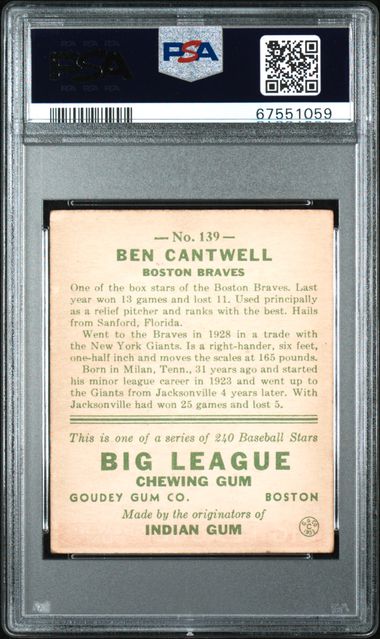 PSA
PSA
67551059
— No. 139 —
BEN CANTWELL
BOSTON BRAVES
One of the box stars of the Boston Braves. Last
year won 13 games and lost 11. Used principally
as a relief pitcher and ranks with the best. Hails
from Sanford, Florida.
Went to the Braves in 1928 in a trade with
the New York Giants. Is a right-hander, six feet,
one-half inch and moves the scales at 165 pounds.
Born in Milan, Tenn., 31 years ago and started
his minor league career in 1923 and went up
to the Giants from Jacksonville 4 years later. With
Jacksonville had won 25 games and lost 5.
This is one of a series of 240 Baseball Stars
BIG LEAGUE
CHEWING GUM
GOUDEY GUM CO. BOSTON
Made by the originators of
INDIAN GUM